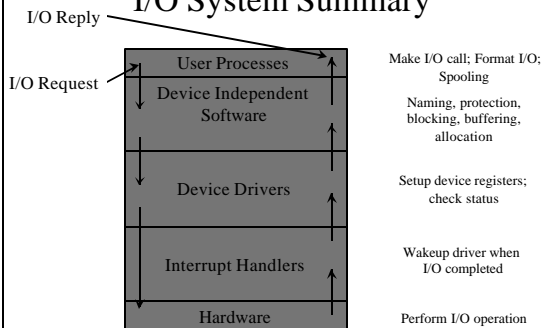 I/O System Summary
I/O Reply
I/O Request
User Processes
Make I/O call; Format I/O;
Spooling
Device Independent
Software
Naming, protection,
blocking, buffering,
allocation
Device Drivers
Setup device registers;
check status
Interrupt Handlers
Wakeup driver when
I/O completed
Hardware
Perform I/O operation